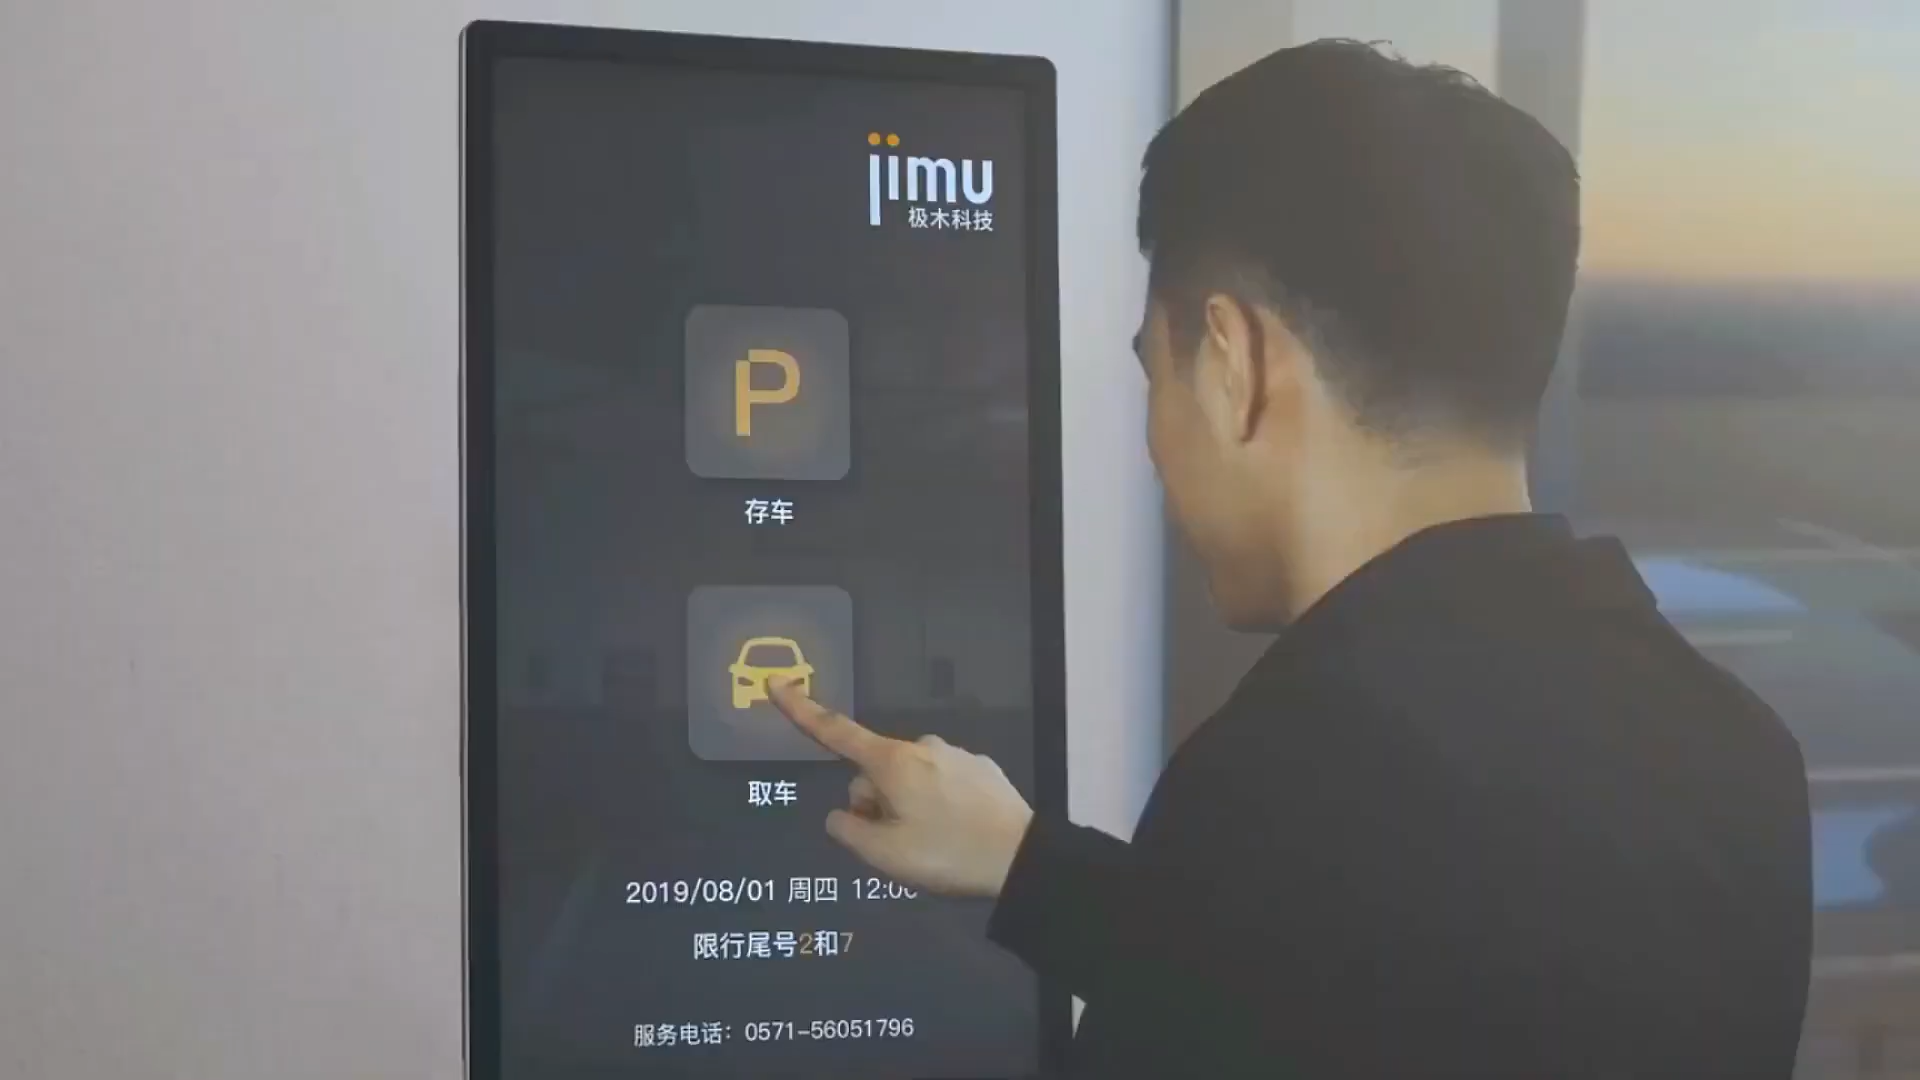 jimu
极木科技
P
存车
取车
2019/08/01 周四
限行尾号2和7
服务电话：0571-56051796